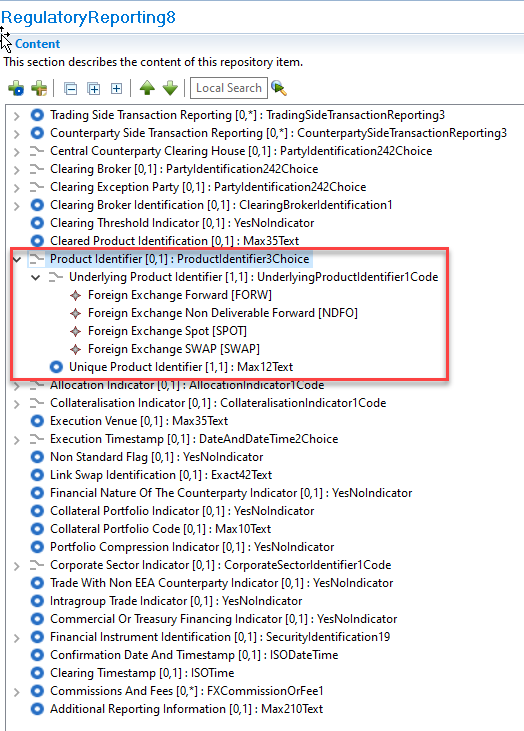 RegulatoryReporting8
Content
This section describes the content of this repository item.
Local Search
Trading Side Transaction Reporting [0,*] : TradingSideTransactionReporting3
Counterparty Side Transaction Reporting [0,*] : CounterpartySideTransactionReporting3
Central Counterparty Clearing House [0,1] : PartyIdentification242Choice
Clearing Broker [0,1] : PartyIdentification242Choice
Clearing Exception Party [0,1] : PartyIdentification242Choice
Clearing Broker Identification [0,1] : ClearingBrokerIdentification1
Clearing Threshold Indicator [0,1] : YesNoIndicator
Cleared Product Identification [0,1] : Max35Text
Product Identifier [0,1] : ProductIdentifier3Choice
Underlying Product Identifier [1,1] : UnderlyingProductIdentifier1Code
Foreign Exchange Forward [FORW]
Foreign Exchange Non Deliverable Forward [NDFO]
Foreign Exchange Spot [SPOT]
Foreign Exchange SWAP [SWAP]
Unique Product Identifier [1,1] : Max12Text
Allocation Indicator [0,1] : AllocationIndicator1Code
Collateralisation Indicator [0,1] : CollateralisationIndicator1Code
Execution Venue [0,1] : Max35Text
Execution Timestamp [0,1] : DateAndDateTime2Choice
Non Standard Flag [0,1] : YesNoIndicator
Link Swap Identification [0,1] : Exact42Text
Financial Nature Of The Counterparty Indicator [0,1] : YesNoIndicator
Collateral Portfolio Indicator [0,1] : YesNoIndicator
Collateral Portfolio Code [0,1] : Max10Text
Portfolio Compression Indicator [0,1] : YesNoIndicator
Corporate Sector Indicator [0,1] : CorporateSectorIdentifier1Code
Trade With Non EEA Counterparty Indicator [0,1] : YesNoIndicator
Intragroup Trade Indicator [0,1] : YesNoIndicator
Commercial Or Treasury Financing Indicator [0,1] : YesNoIndicator
Financial Instrument Identification [0,1] : SecurityIdentification19
Confirmation Date And Timestamp [0,1] : ISODateTime
Clearing Timestamp [0,1] : ISOTime
Commissions And Fees [0,*] : FXCommissionOrFee1
Additional Reporting Information [0,1] : Max210Text